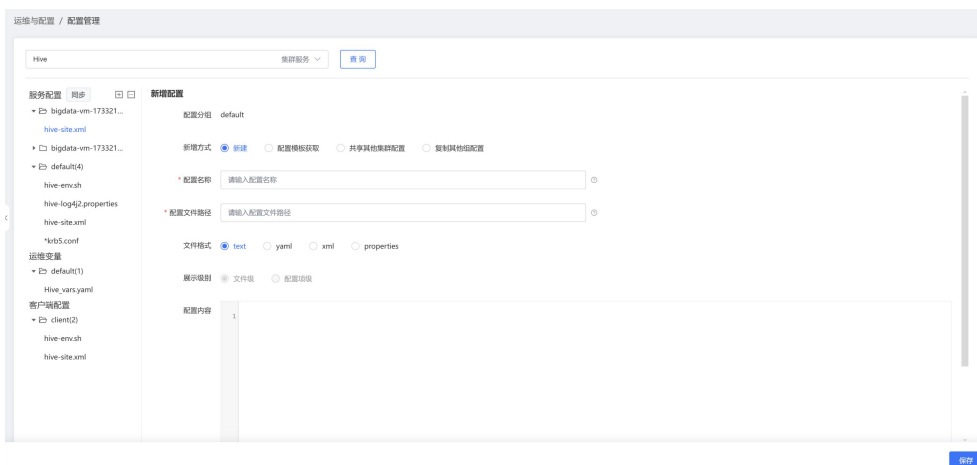 运维与配置 / 配置管理
Hive 集群服务 查 询
服务配置 同步
bigdata-vm-173321...
hive-site.xml
bigdata-vm-173321...
default(4)
hive-env.sh
hive-log4j2.properties
hive-site.xml
*krb5.conf
运维变量
default(1)
Hive_vars.yaml
客户端配置
client(2)
hive-env.sh
hive-site.xml
新增配置
配置分组 default
新增方式 新建 配置模板获取 共享其他集群配置 复制其他组配置
* 配置名称 请输入配置名称
* 配置文件路径 请输入配置文件路径
文件格式 text yaml xml properties
展示级别 文件级 配置项级
配置内容
1
保存